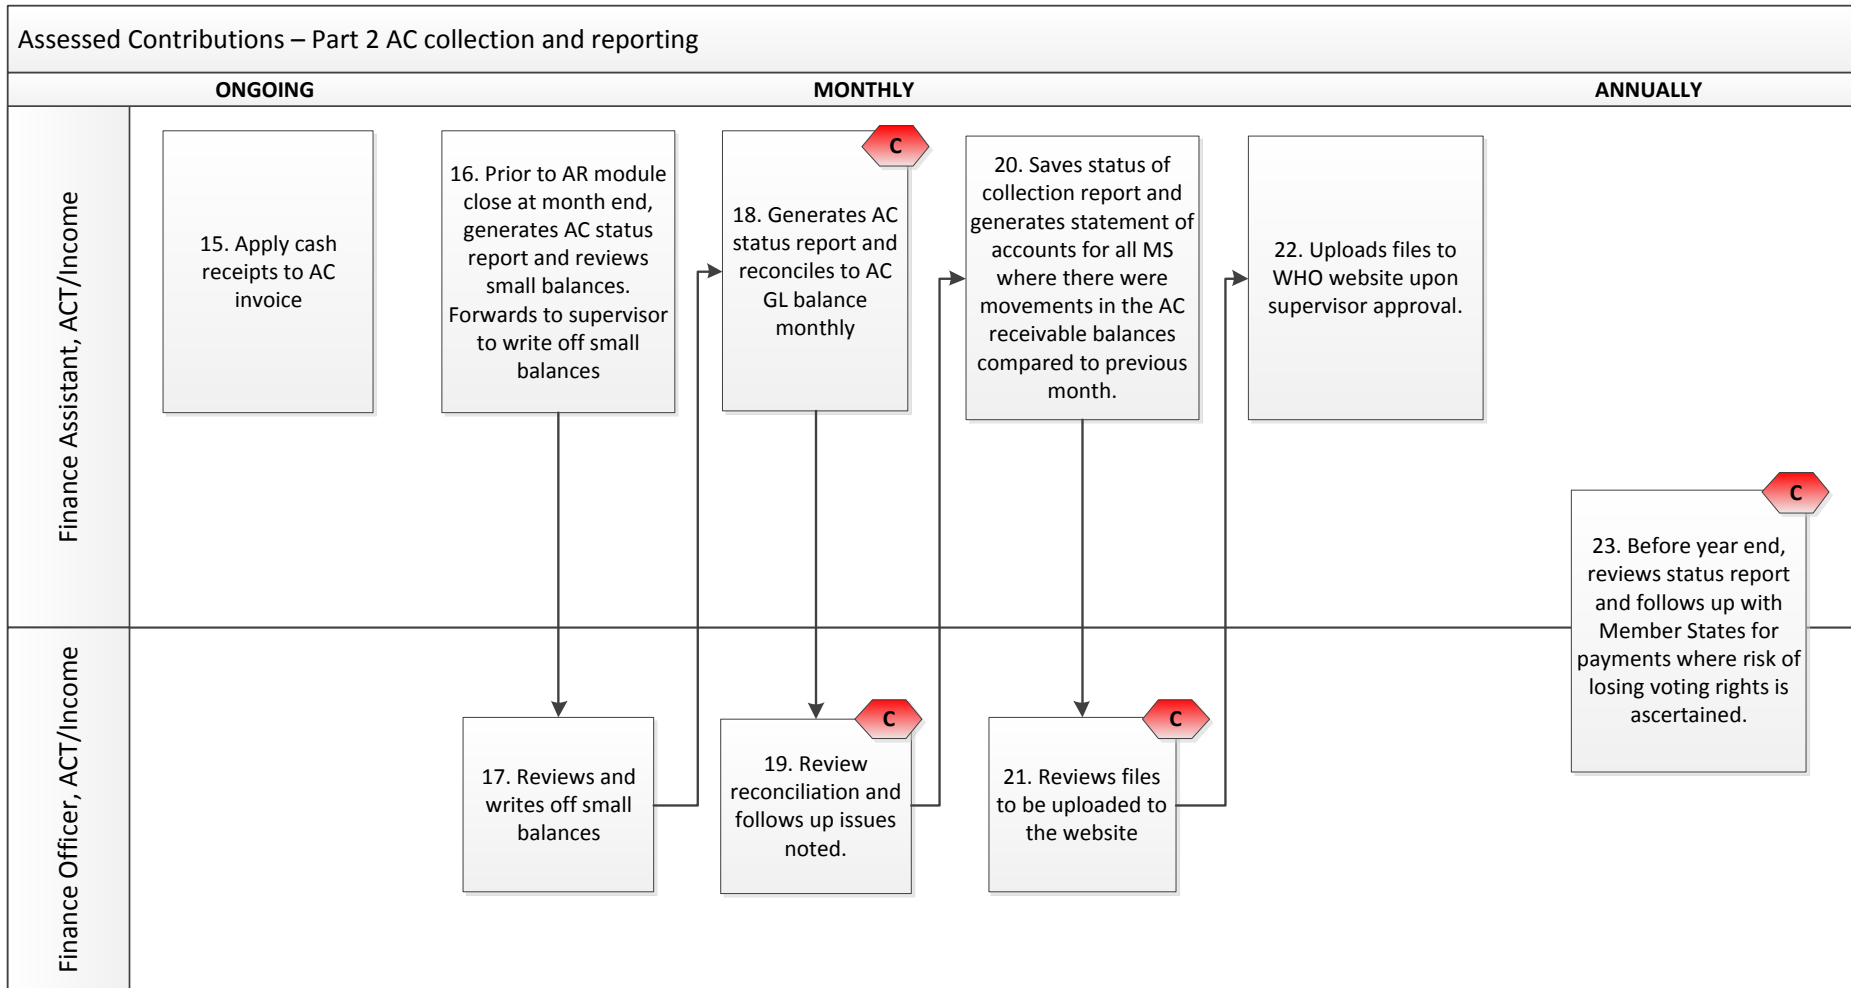 Assessed Contributions – Part 2 AC collection and reporting
ONGOING
MONTHLY
ANNUALLY
Finance Assistant, ACT/Income
15. Apply cash
receipts to AC
invoice
16. Prior to AR module
close at month end,
generates AC status
report and reviews
small balances.
Forwards to supervisor
to write off small
balances
C
18. Generates AC
status report and
reconciles to AC
GL balance
monthly
20. Saves status of
collection report and
generates statement of
accounts for all MS
where there were
movements in the AC
receivable balances
compared to previous
month.
22. Uploads files to
WHO website upon
supervisor approval.
C
23. Before year end,
reviews status report
and follows up with
Member States for
payments where risk of
losing voting rights is
ascertained.
Finance Officer, ACT/Income
17. Reviews and
writes off small
balances
C
19. Review
reconciliation and
follows up issues
noted.
C
21. Reviews files
to be uploaded to
the website